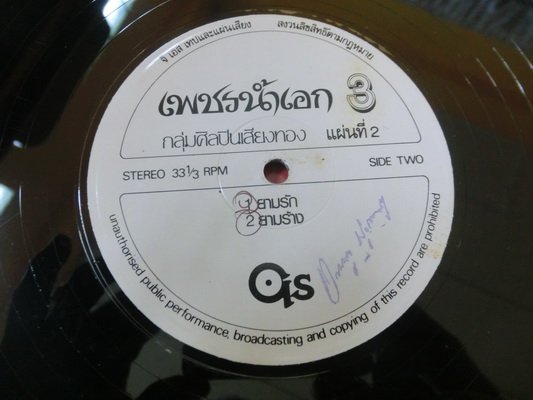 จี เอส เทปและแผ่นเสียง สงวนลิขสิทธิ์ตามกฎหมาย
เพชรน้ำเอก 3
กลุ่มศิลปินเสียงทอง แผ่นที่ 2
STEREO 33 1/3 RPM SIDE TWO
1 ยามรัก
2 ยามร้าง
GS
unauthorised public performance, broadcasting and copying of this record are prohibited